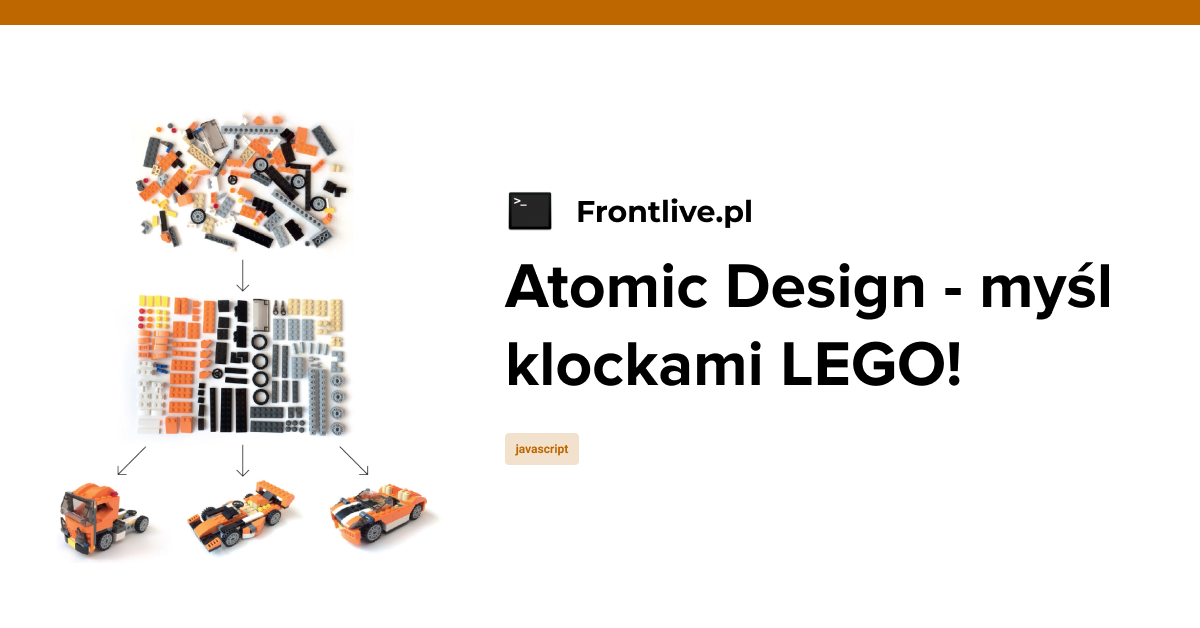 >_
Frontlive.pl
Atomic Design - myśl
klockami LEGO!
javascript